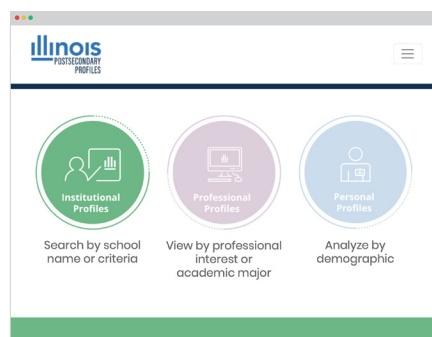 ILLINOIS
POSTSECONDARY
PROFILES
Institutional
Profiles
Search by school
name or criteria
Professional
Profiles
View by professional
interest or
academic major
Personal
Profiles
Analyze by
demographic